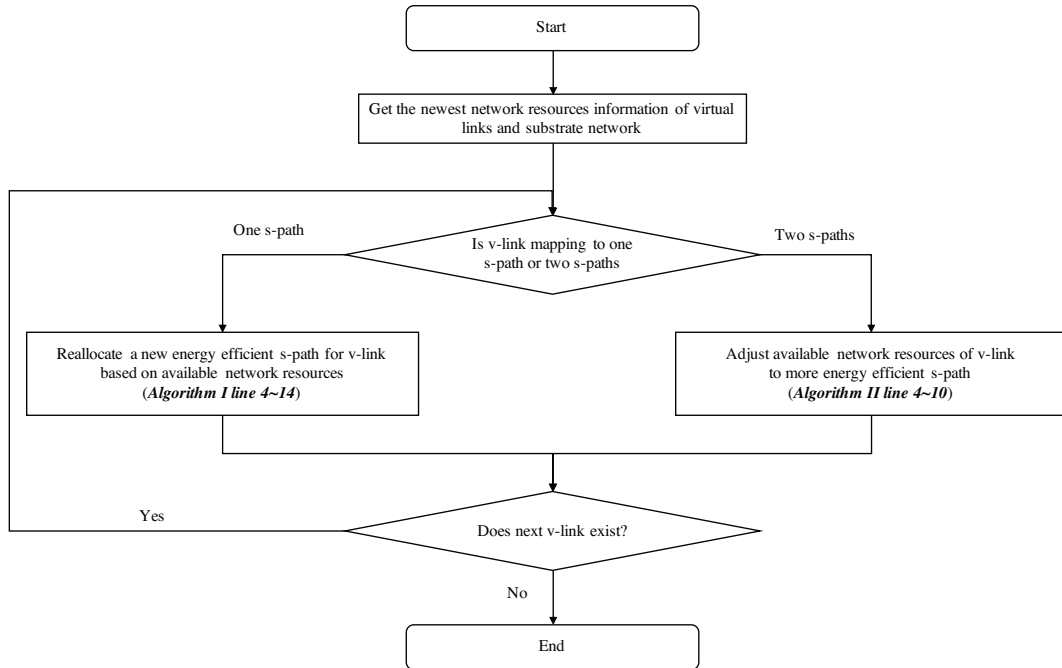 Start
Get the newest network resources information of virtual
links and substrate network
One s-path
Two s-paths
Is v-link mapping to one
s-path or two s-paths
Reallocate a new energy efficient s-path for v-link
based on available network resources
(Algorithm I line 4~14)
Adjust available network resources of v-link
to more energy efficient s-path
(Algorithm II line 4~10)
Yes
Does next v-link exist?
No
End